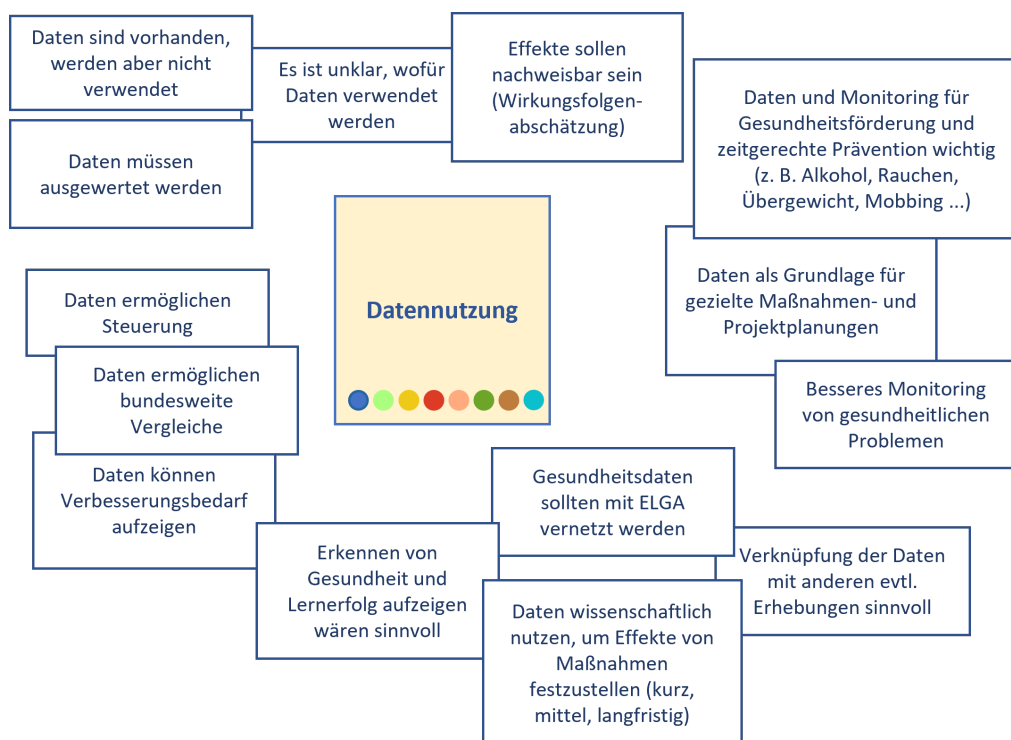 Daten sind vorhanden,
werden aber nicht
verwendet
Es ist unklar, wofür
Daten verwendet
werden
Effekte sollen
nachweisbar sein
(Wirkungsfolgen-
abschätzung)
Daten müssen
ausgewertet werden
Daten und Monitoring für
Gesundheitsförderung und
zeitgerechte Prävention wichtig
(z. B. Alkohol, Rauchen,
Übergewicht, Mobbing ...)
Daten als Grundlage für
gezielte Maßnahmen- und
Projektplanungen
Besseres Monitoring
von gesundheitlichen
Problemen
Datennutzung
Daten ermöglichen
Steuerung
Daten ermöglichen
bundesweite
Vergleiche
Daten können
Verbesserungsbedarf
aufzeigen
Erkennen von
Gesundheit und
Lernerfolg aufzeigen
wären sinnvoll
Gesundheitsdaten
sollten mit ELGA
vernetzt werden
Verknüpfung der Daten
mit anderen evtl.
Erhebungen sinnvoll
Daten wissenschaftlich
nutzen, um Effekte von
Maßnahmen
festzustellen (kurz,
mittel, langfristig)